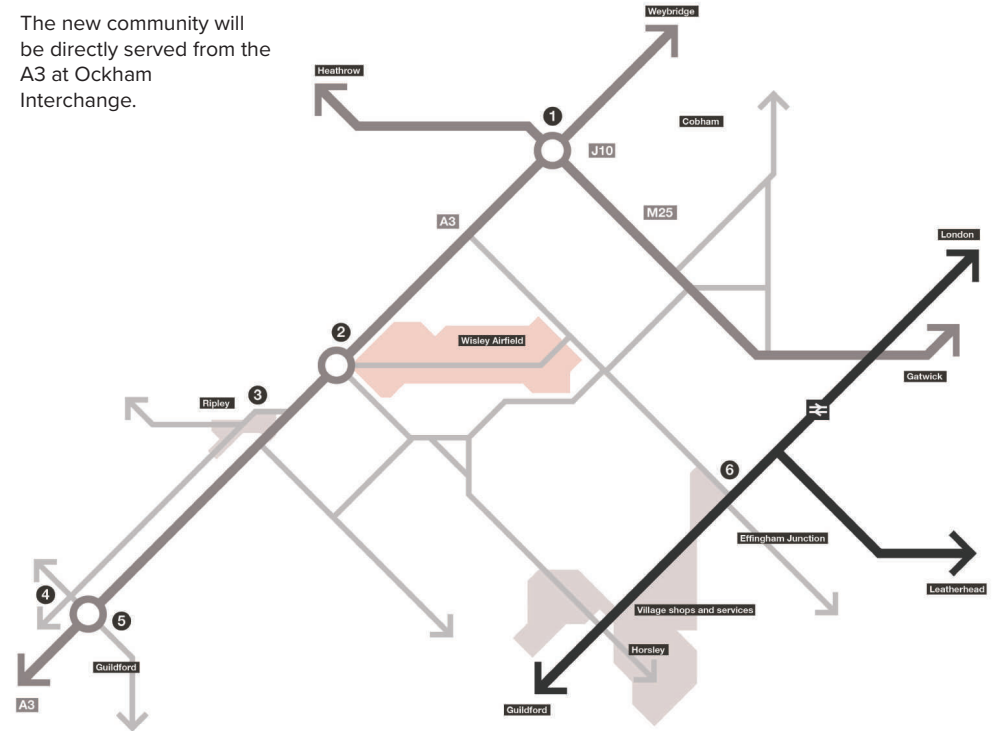 The new community will
be directly served from the
A3 at Ockham
Interchange.
Weybridge
Heathrow
1
Cobham
J10
M25
A3
London
2
Wisley Airfield
Gatwick
3
Ripley
6
Effingham Junction
4
5
Leatherhead
Village shops and services
Horsley
Guildford
A3
Guildford